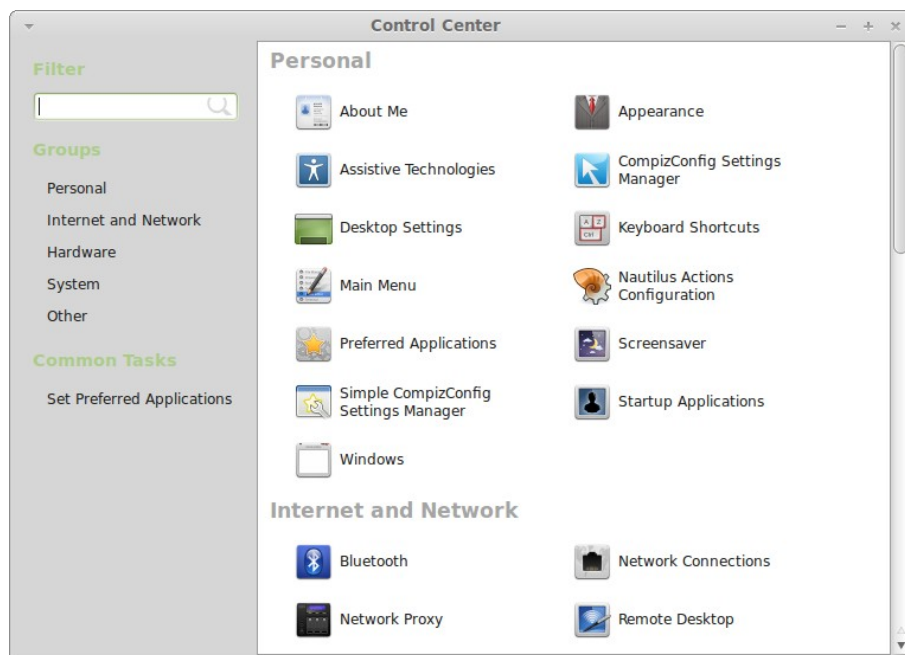 Control Center
Filter
Groups
Personal
Internet and Network
Hardware
System
Other
Common Tasks
Set Preferred Applications
Personal
About Me
Appearance
Assistive Technologies
CompizConfig Settings
Manager
Desktop Settings
Keyboard Shortcuts
Main Menu
Nautilus Actions
Configuration
Preferred Applications
Screensaver
Simple CompizConfig
Settings Manager
Startup Applications
Windows
Internet and Network
Bluetooth
Network Connections
Network Proxy
Remote Desktop